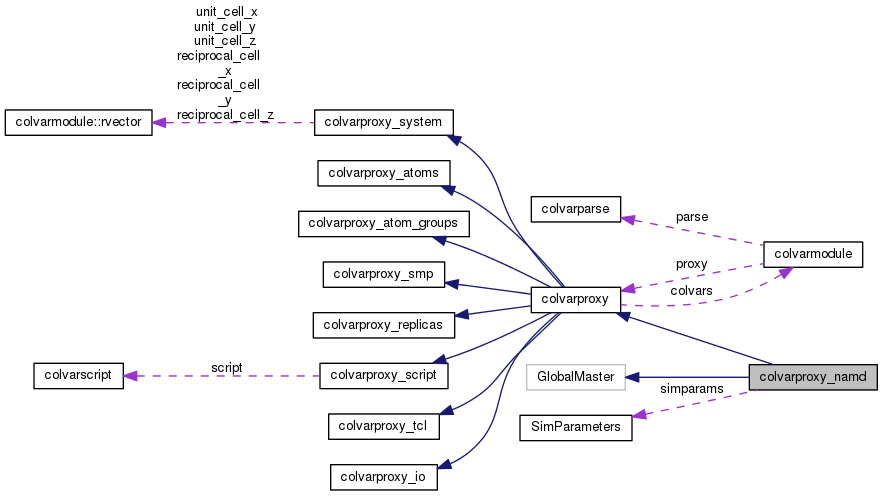 unit_cell_x
unit_cell_y
unit_cell_z
reciprocal_cell
_x
reciprocal_cell
_y
reciprocal_cell_z
colvarmodule::rvector
colvarproxy_system
colvarproxy_atoms
colvarparse
parse
colvarproxy_atom_groups
colvarmodule
proxy
colvarproxy_smp
colvars
colvarproxy
colvarproxy_replicas
colvarscript
script
colvarproxy_script
GlobalMaster
colvarproxy_namd
simparams
colvarproxy_tcl
SimParameters
colvarproxy_io